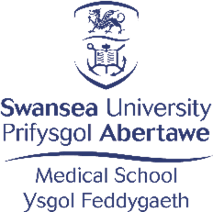 Swansea University
Prifysgol Abertawe
Medical School
Ysgol Feddygaeth